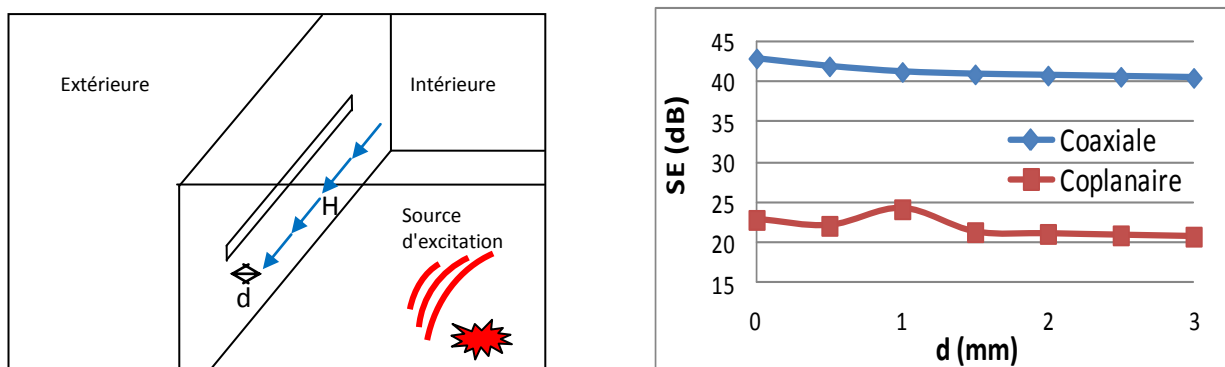 Extérieure
Intérieure
H
Source
d'excitation
d
45
40
35
30
25
20
15
SE (dB)
Coaxiale
Coplanaire
0
1
2
3
d (mm)